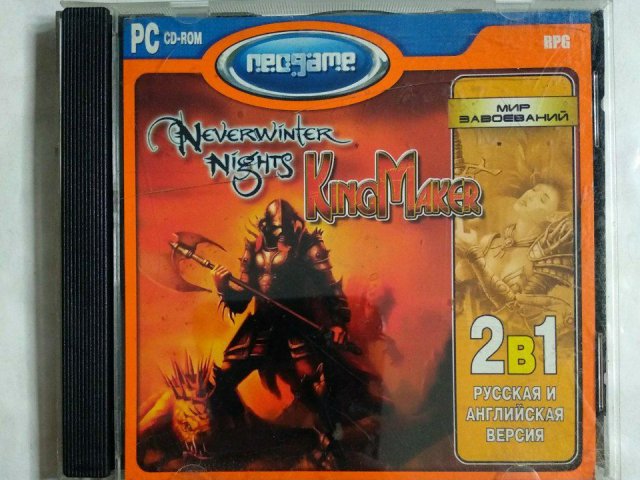 PC CD-ROM
neogame
RPG
МИР
ЗАВОЕВАНИЙ
NEVERWINTER
NIGHTS
KINGMAKER
2в1
РУССКАЯ И
АНГЛИЙСКАЯ
ВЕРСИЯ